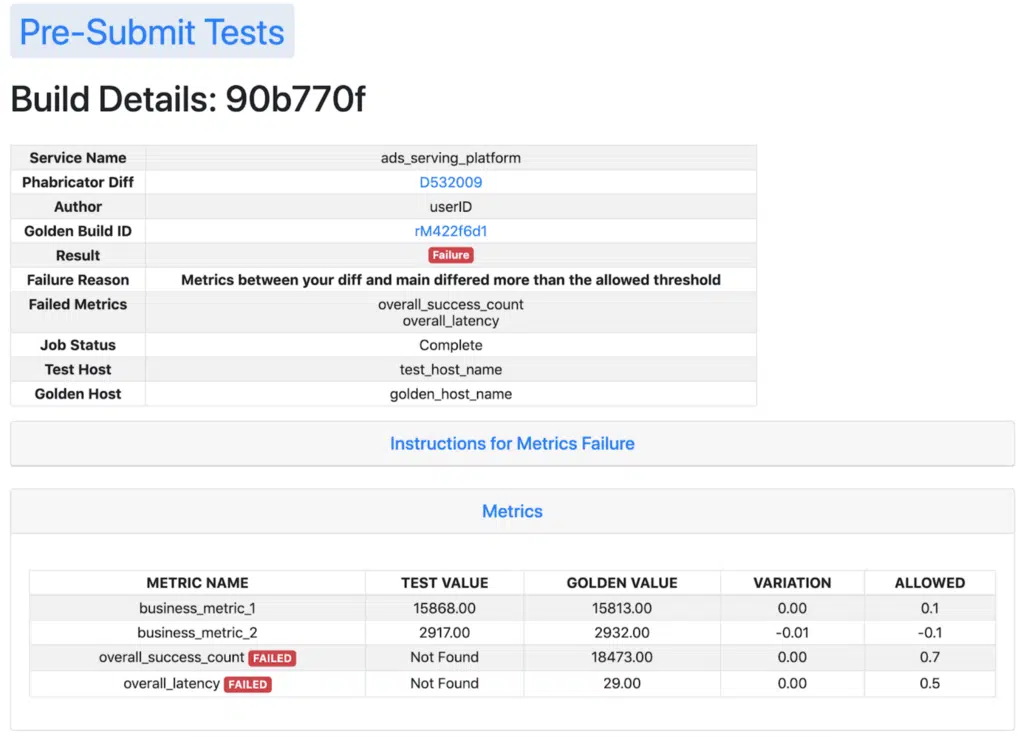 Pre-Submit Tests
Build Details: 90b770f
Service Name ads_serving_platform
Phabricator Diff D532009
Author userID
Golden Build ID rM422f6d1
Result Failure
Failure Reason Metrics between your diff and main differed more than the allowed threshold
Failed Metrics overall_success_count
overall_latency
Job Status Complete
Test Host test_host_name
Golden Host golden_host_name
Instructions for Metrics Failure
Metrics
METRIC NAME TEST VALUE GOLDEN VALUE VARIATION ALLOWED
business_metric_1 15868.00 15813.00 0.00 0.1
business_metric_2 2917.00 2932.00 -0.01 -0.1
overall_success_count FAILED Not Found 18473.00 0.00 0.7
overall_latency FAILED Not Found 29.00 0.00 0.5